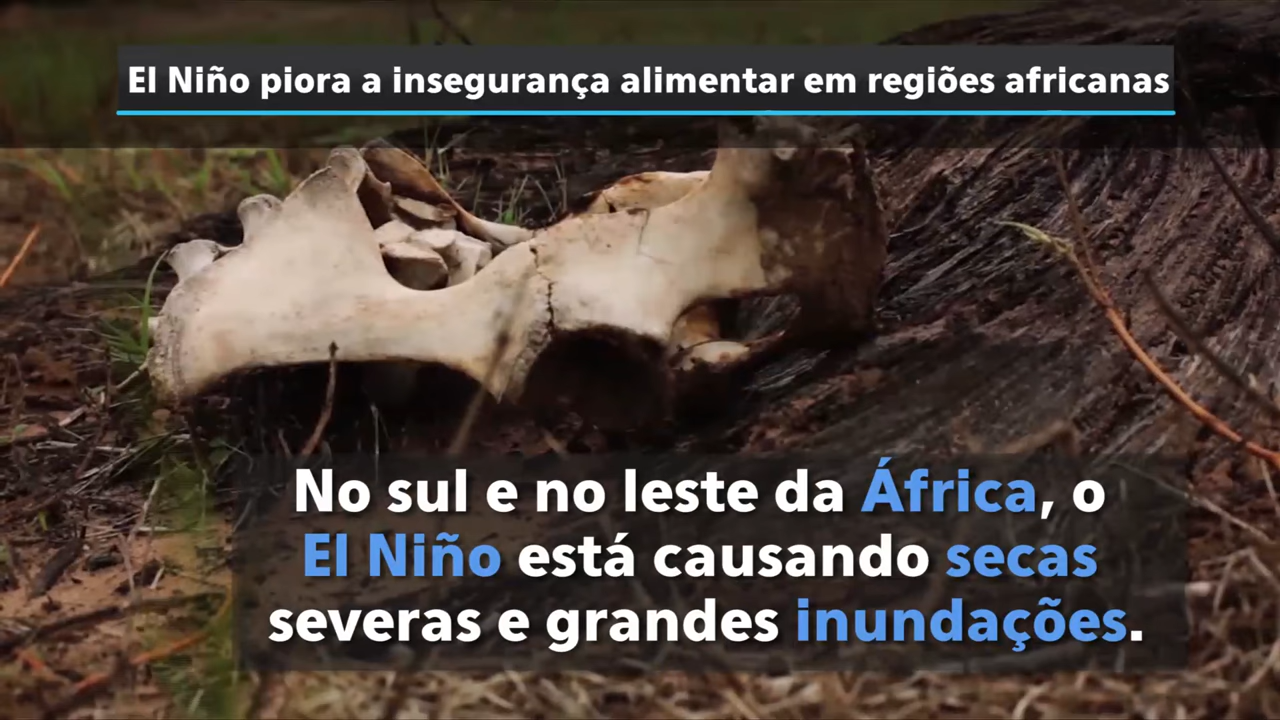 El Niño piora a insegurança alimentar em regiões africanas
No sul e no leste da África, o
El Niño está causando secas
severas e grandes inundações.